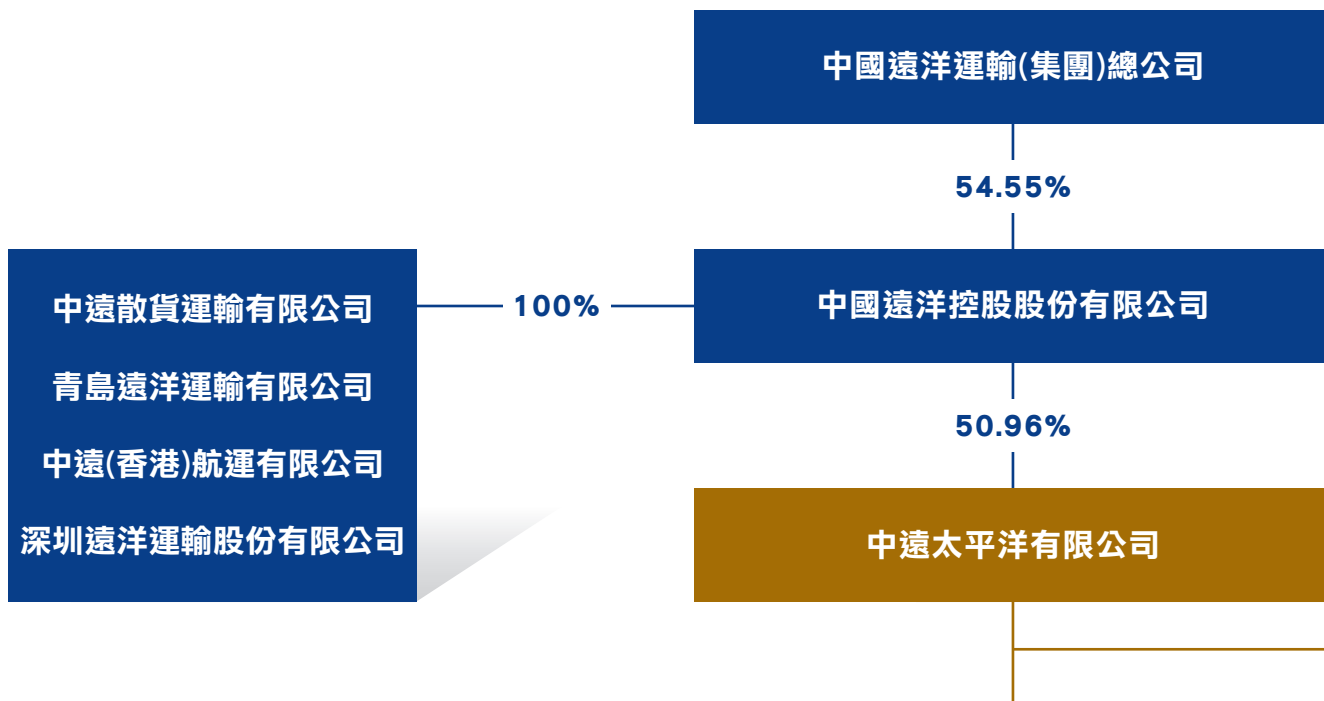 中國遠洋運輸(集團)總公司
54.55%
中遠散貨運輸有限公司
青島遠洋運輸有限公司
中遠(香港)航運有限公司
深圳遠洋運輸股份有限公司
100%
中國遠洋控股股份有限公司
50.96%
中遠太平洋有限公司